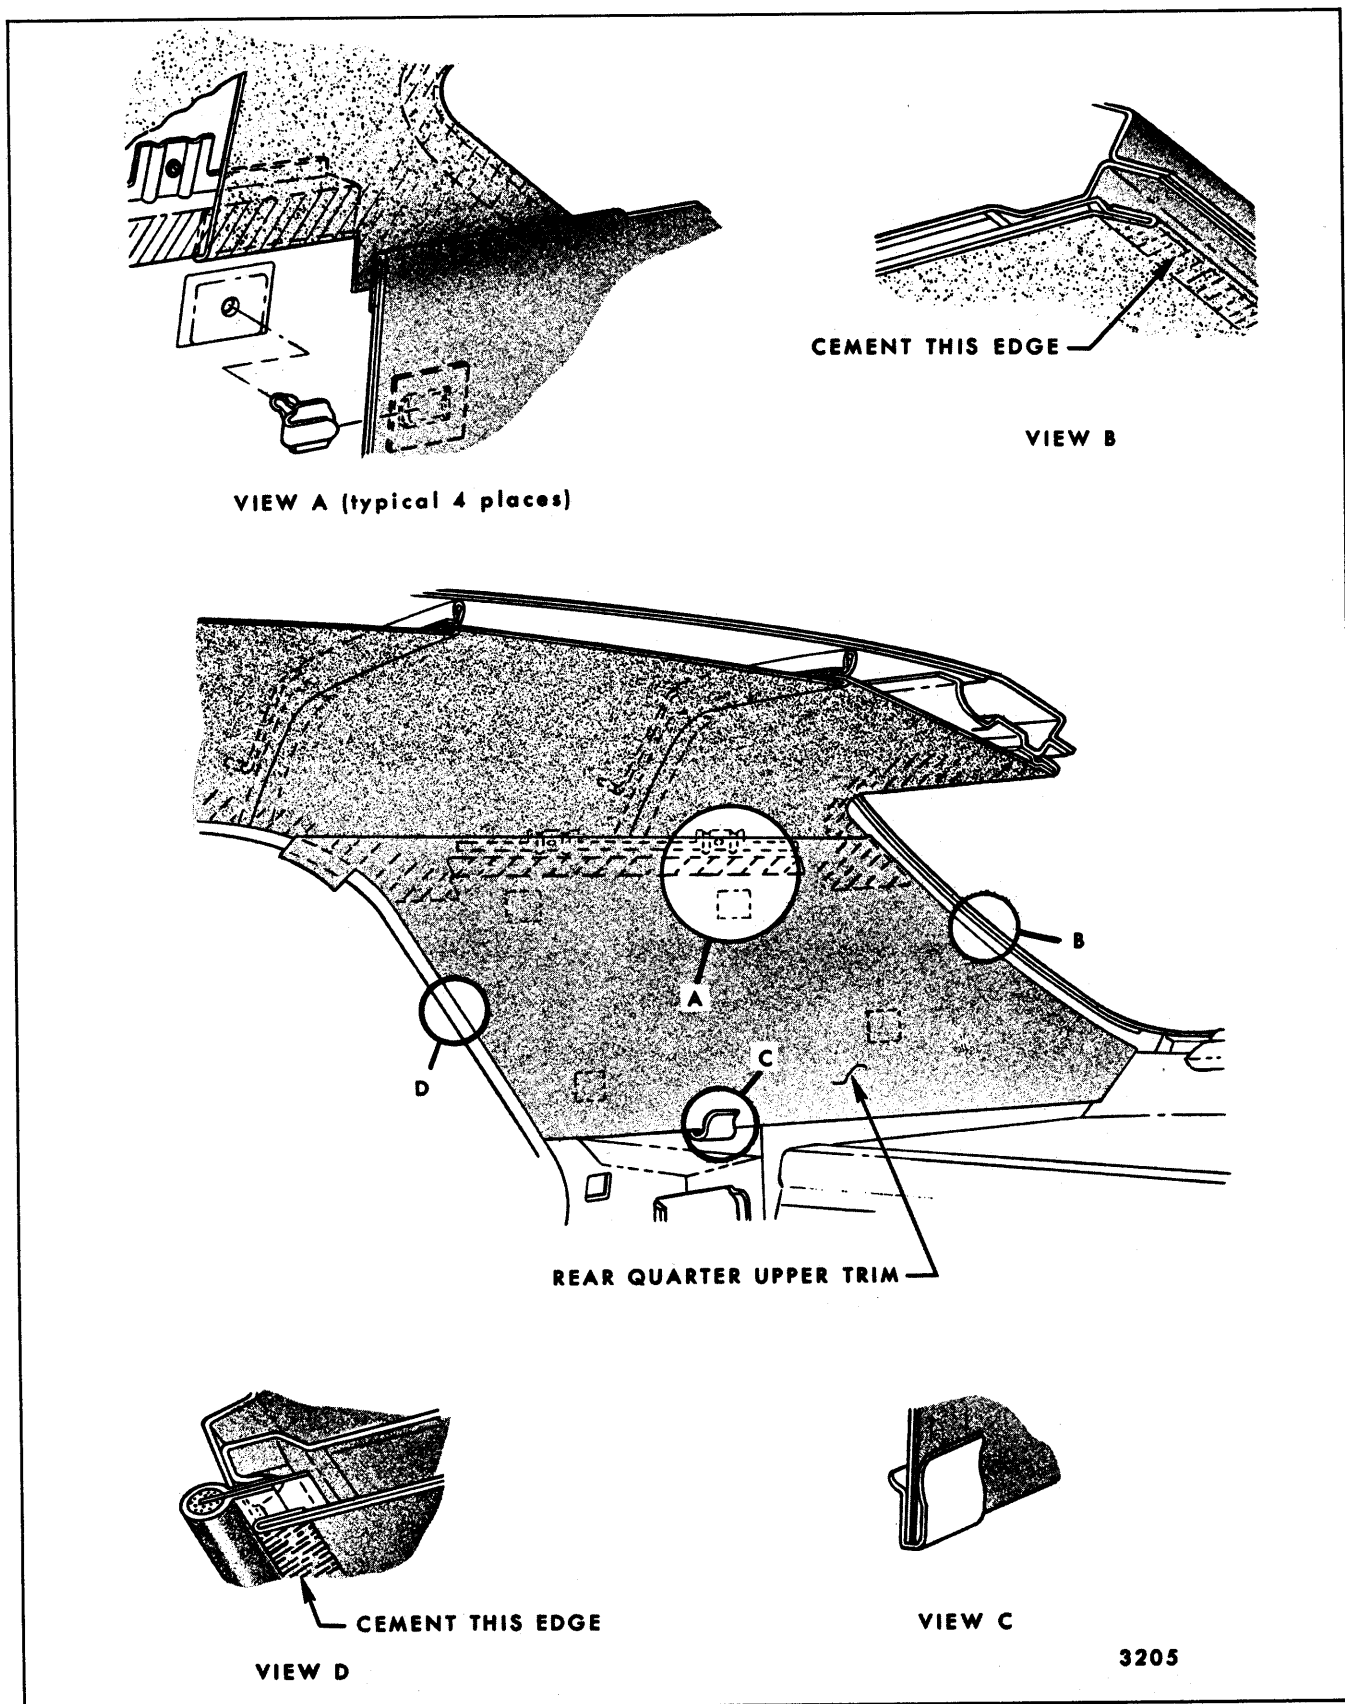 CEMENT THIS EDGE
VIEW B
VIEW A (typical 4 places)
B
A
C
D
REAR QUARTER UPPER TRIM
CEMENT THIS EDGE
VIEW C
VIEW D
3205